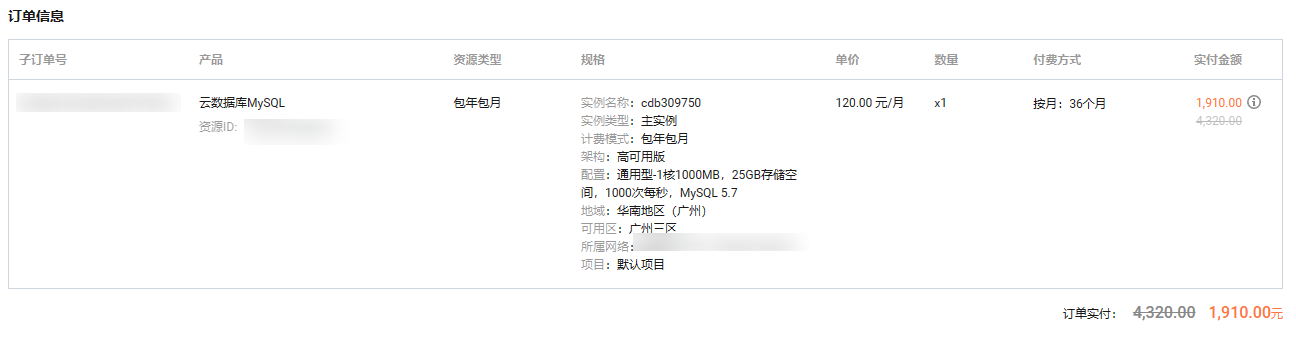 订单信息
子订单号 产品 资源类型 规格 单价 数量 付费方式 实付金额
云数据库MySQL 包年包月 实例名称：cdb309750 120.00 元/月 x1 按月：36个月 1,910.00
资源ID: 实例类型：主实例 4,320.00
计费模式：包年包月
架构：高可用版
配置：通用型-1核1000MB，25GB存储空
间，1000次每秒，MySQL 5.7
地域：华南地区（广州）
可用区：广州三区
所属网络：
项目：默认项目
订单实付： 4,320.00 1,910.00元